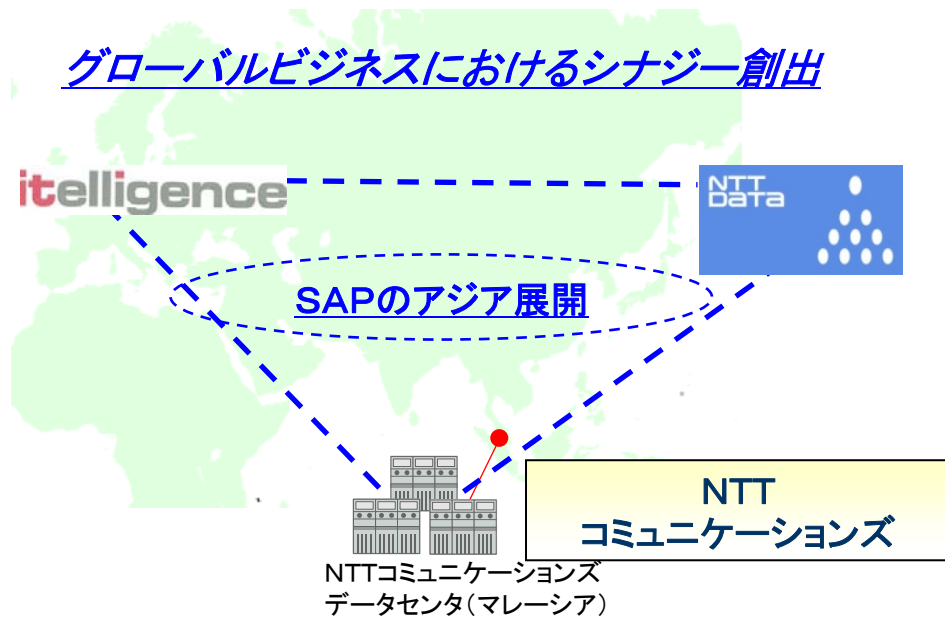 グローバルビジネスにおけるシナジー創出
itelligence
NTT
DATA
SAPのアジア展開
NTT
コミュニケーションズ
NTTコミュニケーションズ
データセンタ(マレーシア)